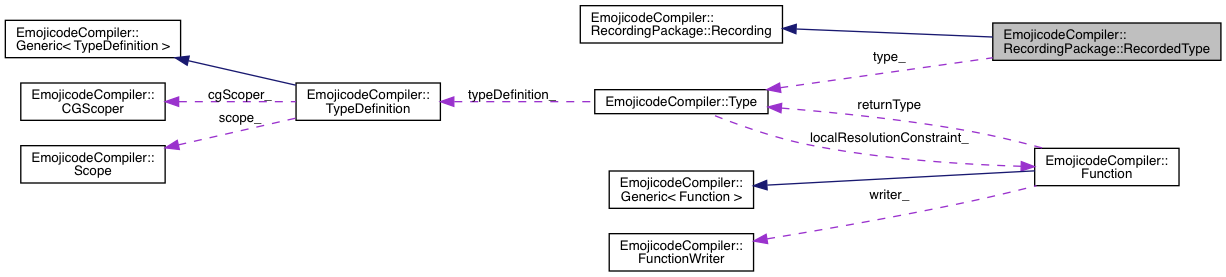 EmojicodeCompiler::
Generic< TypeDefinition >
EmojicodeCompiler::
RecordingPackage::Recording
EmojicodeCompiler::
RecordingPackage::RecordedType
type_
EmojicodeCompiler::
CGScoper
cgScoper_
EmojicodeCompiler::
TypeDefinition
typeDefinition_
EmojicodeCompiler::Type
returnType
scope_
localResolutionConstraint_
EmojicodeCompiler::
Scope
EmojicodeCompiler::
Function
EmojicodeCompiler::
Generic< Function >
writer_
EmojicodeCompiler::
FunctionWriter